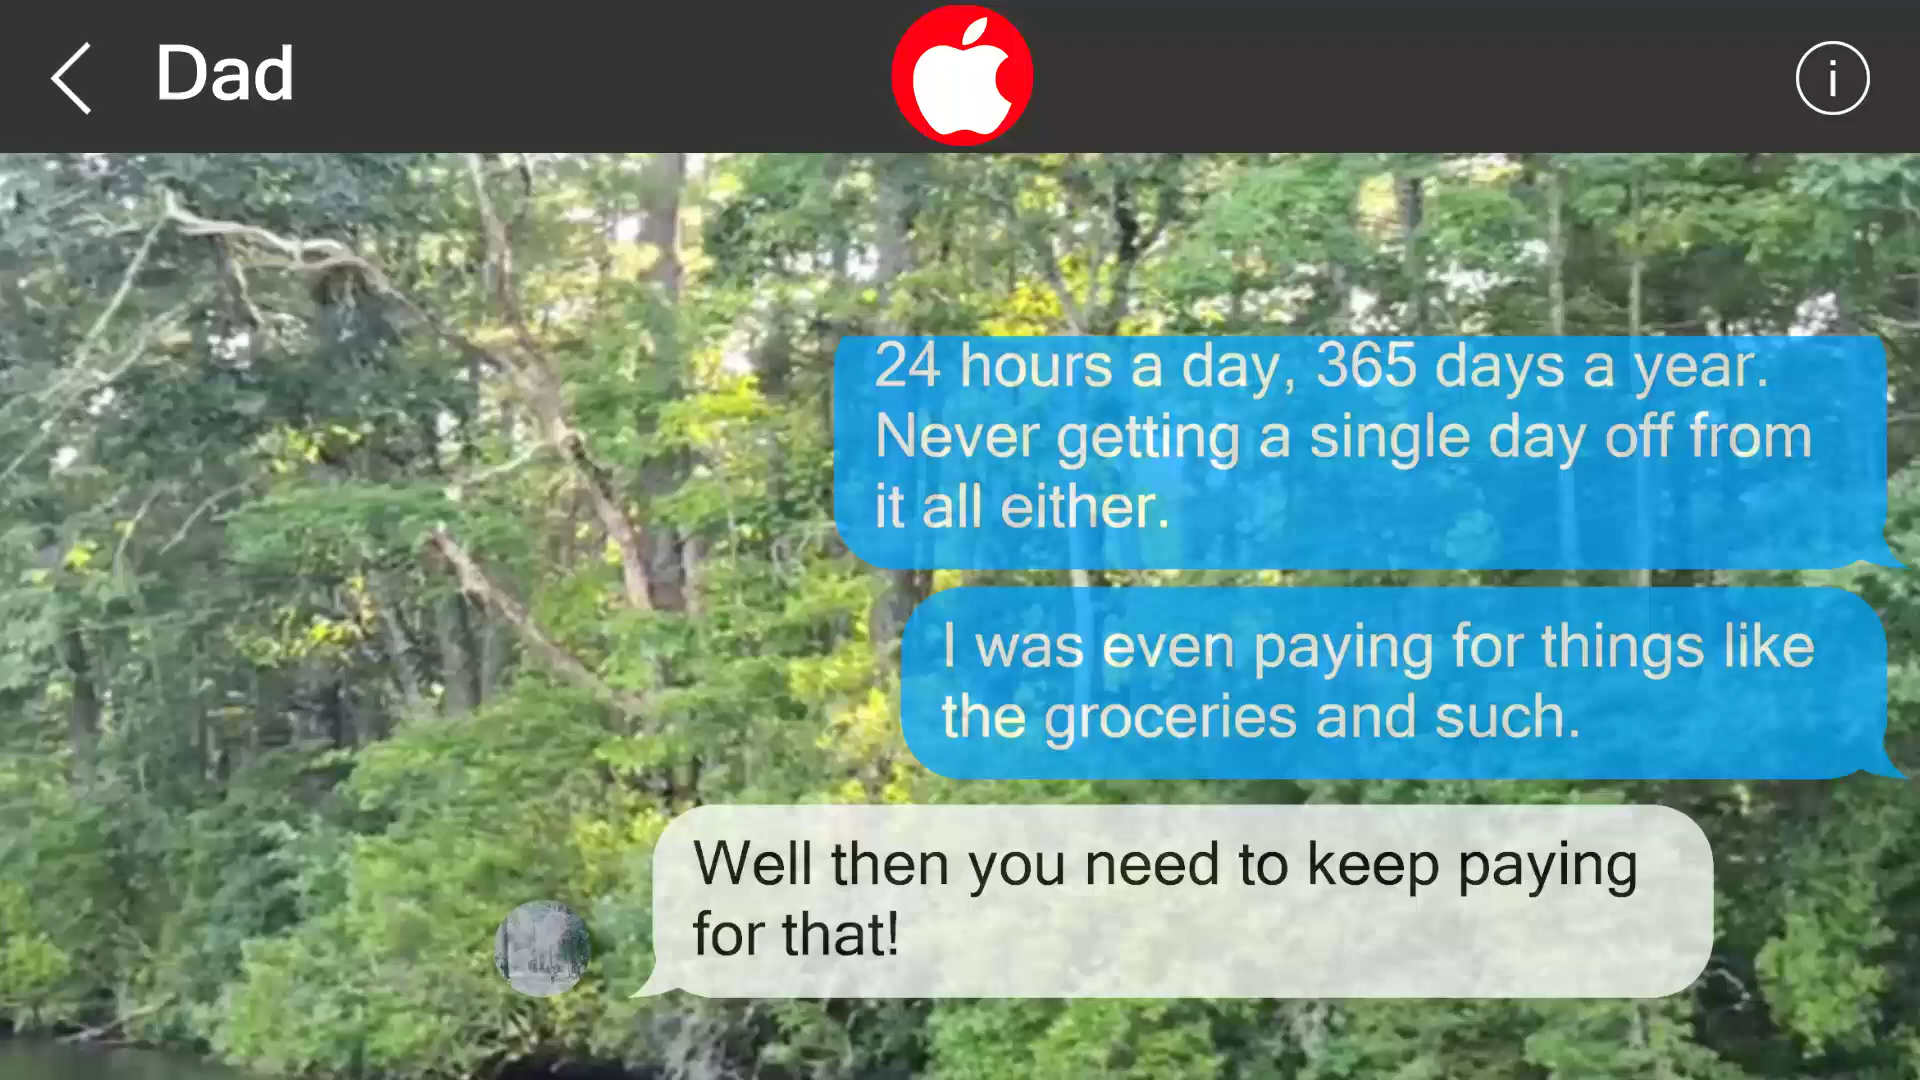 Dad
24 hours a day, 365 days a year.
Never getting a single day off from
it all either.
I was even paying for things like
the groceries and such.
Well then you need to keep paying
for that!